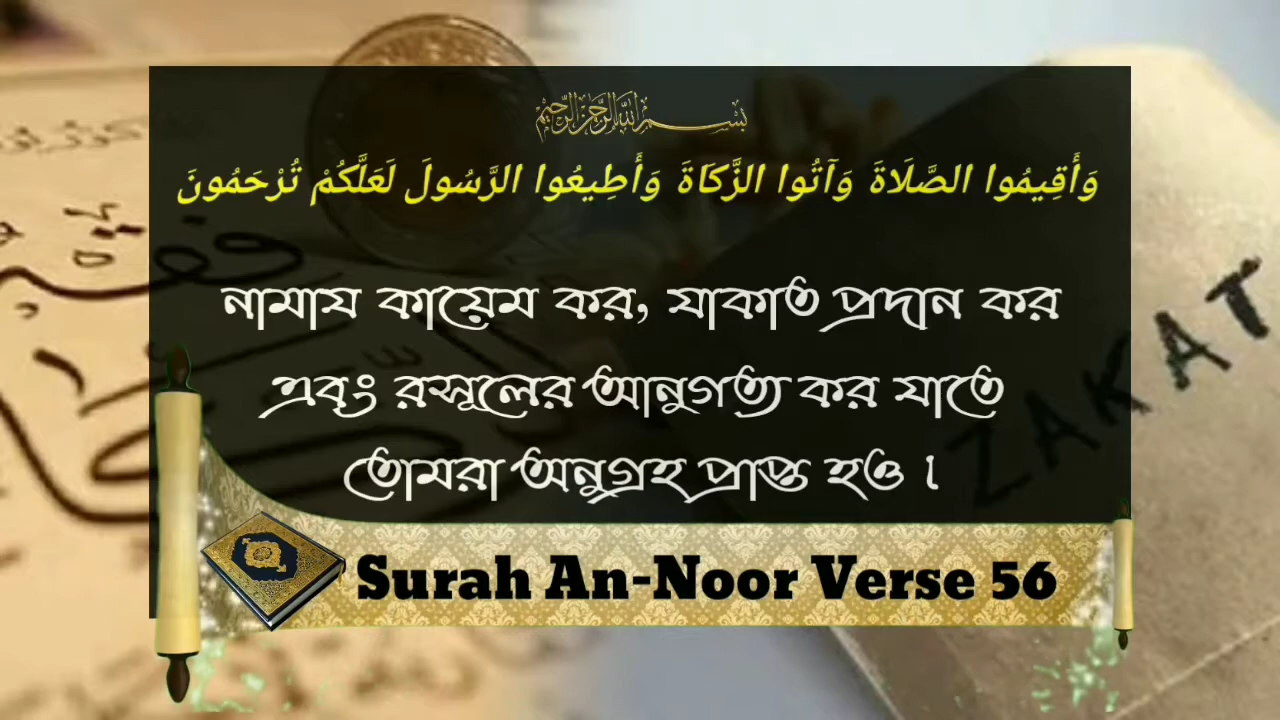 بسم الله الرحمن الرحيم
وَأَقِيمُوا الصَّلَاةَ وَآتُوا الزَّكَاةَ وَأَطِيعُوا الرَّسُولَ لَعَلَّكُمْ تُرْحَمُونَ
নামায কায়েম কর, যাকাত প্রদান কর
এবং রসূলের আনুগত্য কর যাতে
তোমরা অনুগ্রহ প্রাপ্ত হও ।
ZAKAT
Surah An-Noor Verse 56